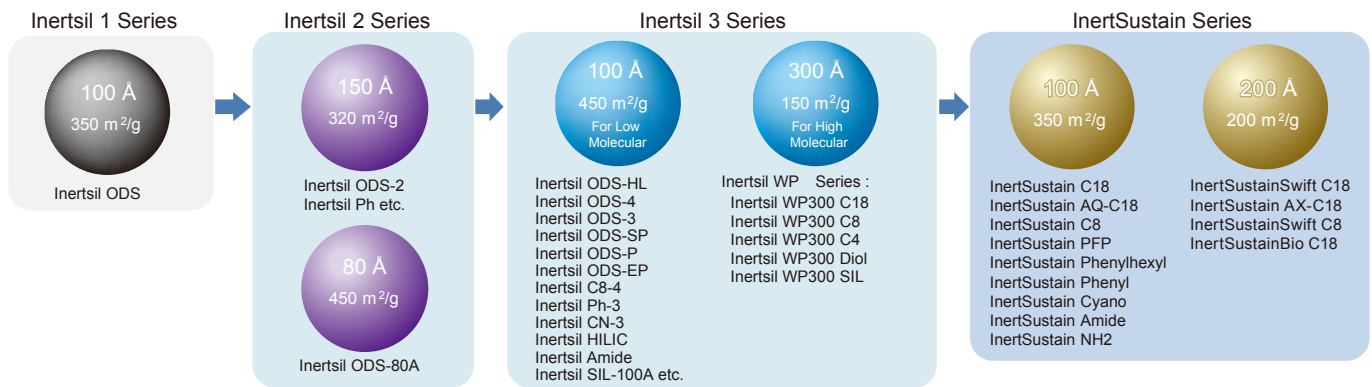 Inertsil 1 Series
100 Å
350 m²/g
Inertsil ODS
Inertsil 2 Series
150 Å
320 m²/g
Inertsil ODS-2
Inertsil Ph etc.
80 Å
450 m²/g
Inertsil ODS-80A
Inertsil 3 Series
100 Å
450 m²/g
For Low
Molecular
Inertsil ODS-HL
Inertsil ODS-4
Inertsil ODS-3
Inertsil ODS-SP
Inertsil ODS-P
Inertsil ODS-EP
Inertsil C8-4
Inertsil Ph-3
Inertsil CN-3
Inertsil HILIC
Inertsil Amide
Inertsil SIL-100A etc.
300 Å
150 m²/g
For High
Molecular
Inertsil WP Series :
Inertsil WP300 C18
Inertsil WP300 C8
Inertsil WP300 C4
Inertsil WP300 Diol
Inertsil WP300 SIL
InertSustain Series
100 Å
350 m²/g
InertSustain C18
InertSustain AQ-C18
InertSustain C8
InertSustain PFP
InertSustain Phenylhexyl
InertSustain Phenyl
InertSustain Cyano
InertSustain Amide
InertSustain NH2
200 Å
200 m²/g
InertSustainSwift C18
InertSustain AX-C18
InertSustainSwift C8
InertSustainBio C18